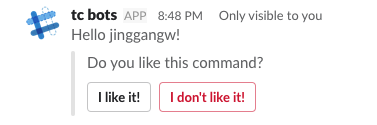 tc bots APP 8:48 PM Only visible to you
Hello jinggangw!
Do you like this command?
I like it! I don't like it!